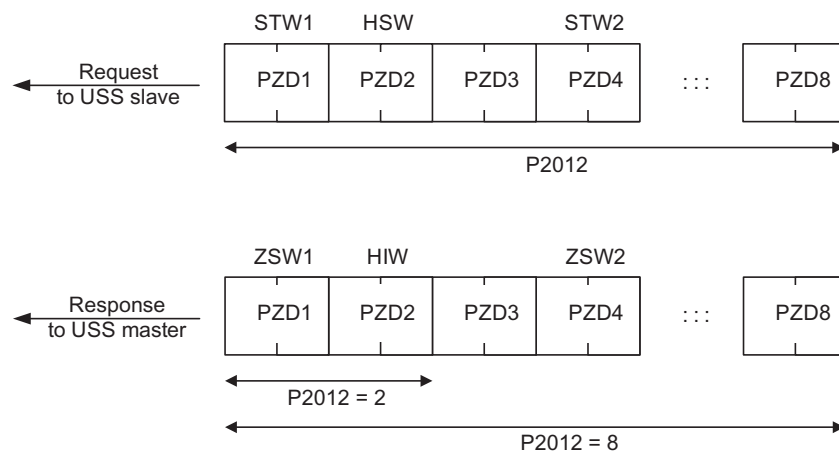 STW1 HSW STW2
Request
to USS slave
PZD1 PZD2 PZD3 PZD4 : : : PZD8
P2012
ZSW1 HIW ZSW2
Response
to USS master
PZD1 PZD2 PZD3 PZD4 : : : PZD8
P2012 = 2
P2012 = 8